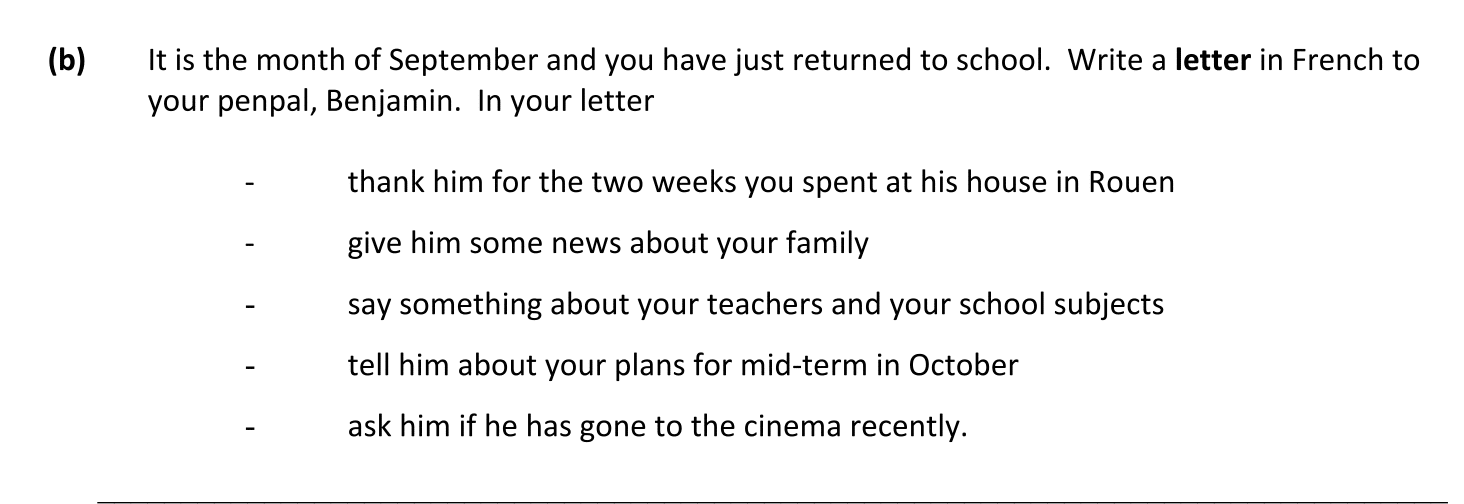 (b) It is the month of September and you have just returned to school. Write a letter in French to
your penpal, Benjamin. In your letter
- thank him for the two weeks you spent at his house in Rouen
- give him some news about your family
- say something about your teachers and your school subjects
- tell him about your plans for mid-term in October
- ask him if he has gone to the cinema recently.